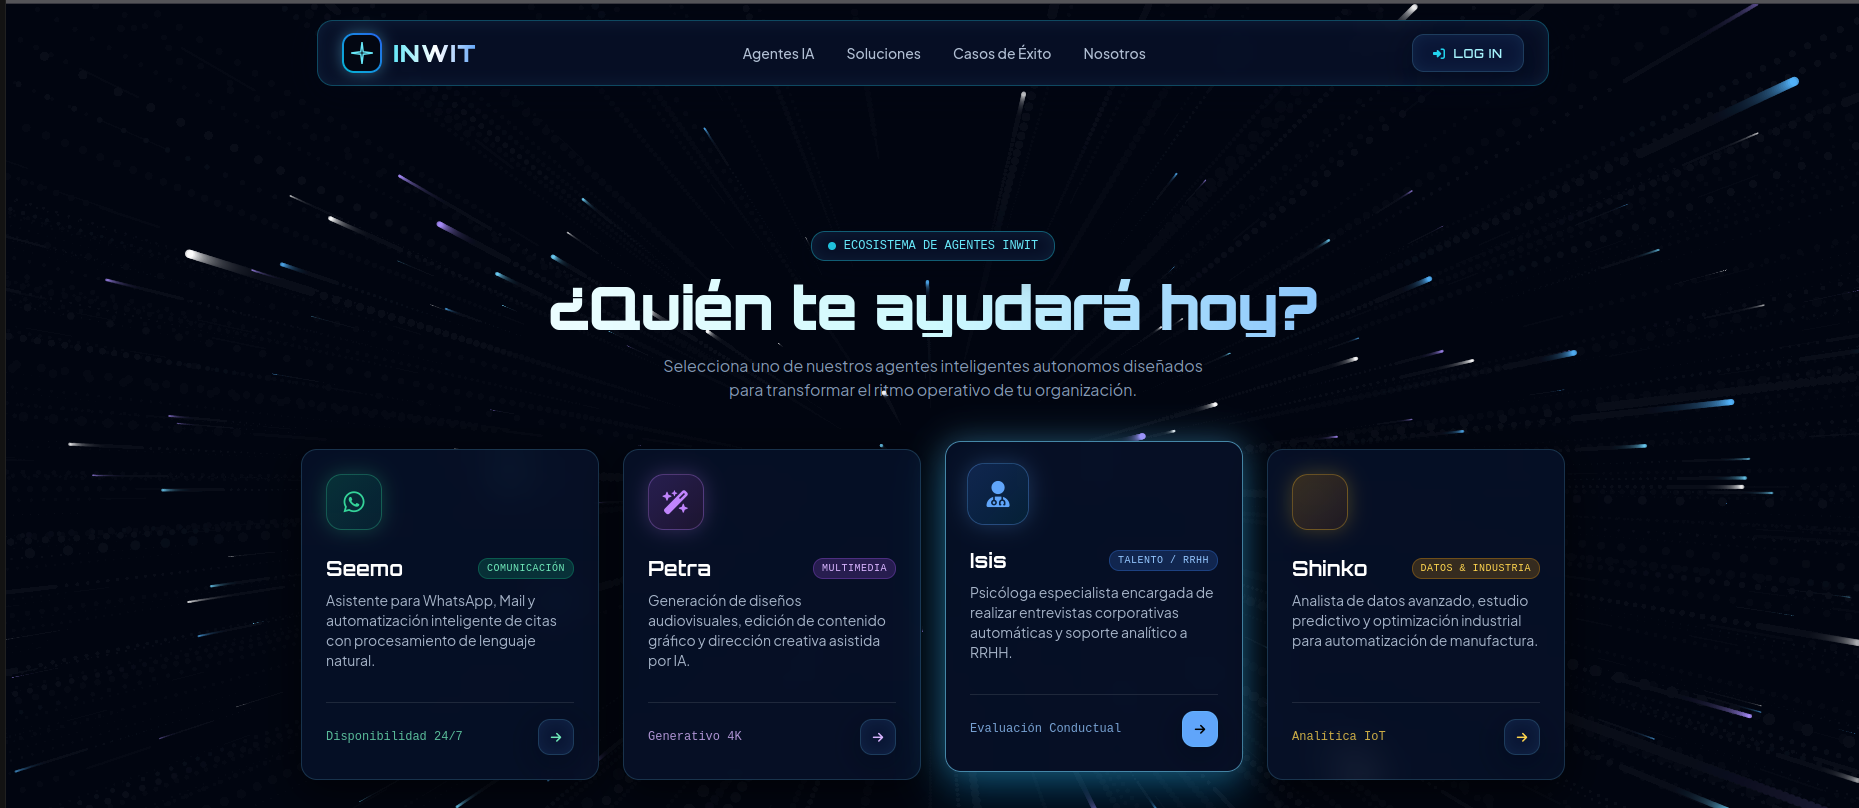 INWIT
Agentes IA
Soluciones
Casos de Éxito
Nosotros
LOG IN
ECOSISTEMA DE AGENTES INWIT
¿Quién te ayudará hoy?
Selecciona uno de nuestros agentes inteligentes autonomos diseñados
para transformar el ritmo operativo de tu organización.
Seemo
COMUNICACIÓN
Asistente para WhatsApp, Mail y
automatización inteligente de citas
con procesamiento de lenguaje
natural.
Disponibilidad 24/7
Petra
MULTIMEDIA
Generación de diseños
audiovisuales, edición de contenido
gráfico y dirección creativa asistida
por IA.
Generativo 4K
Isis
TALENTO / RRHH
Psicóloga especialista encargada de
realizar entrevistas corporativas
automáticas y soporte analítico a
RRHH.
Evaluación Conductual
Shinko
DATOS & INDUSTRIA
Analista de datos avanzado, estudio
predictivo y optimización industrial
para automatización de manufactura.
Analítica IoT